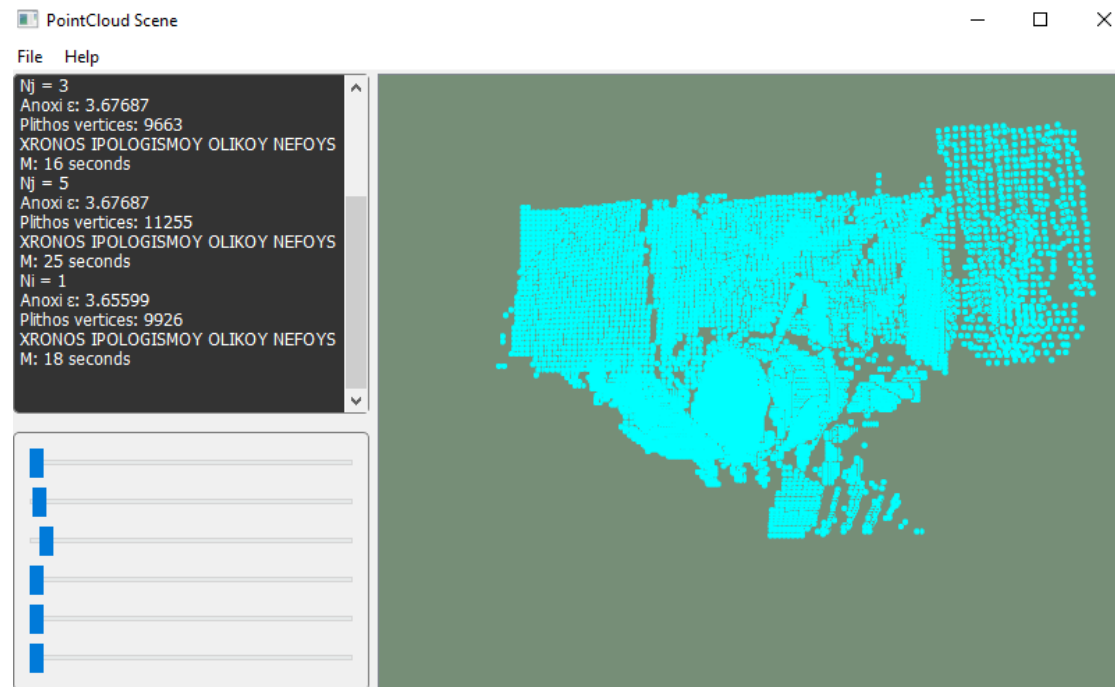 PointCloud Scene
File Help
Nj = 3
Anoxi ε: 3.67687
Plithos vertices: 9663
XRONOS IPOLOGISMOY OLIKOY NEFOYS
M: 16 seconds
Nj = 5
Anoxi ε: 3.67687
Plithos vertices: 11255
XRONOS IPOLOGISMOY OLIKOY NEFOYS
M: 25 seconds
Ni = 1
Anoxi ε: 3.65599
Plithos vertices: 9926
XRONOS IPOLOGISMOY OLIKOY NEFOYS
M: 18 seconds